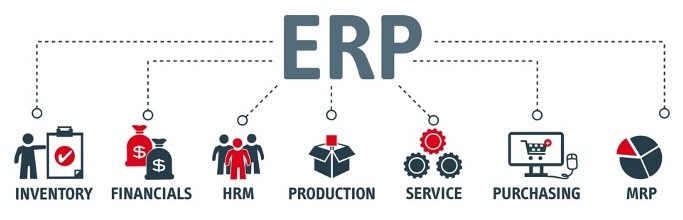 ERP
INVENTORY
FINANCIALS
HRM
PRODUCTION
SERVICE
PURCHASING
MRP
$
$